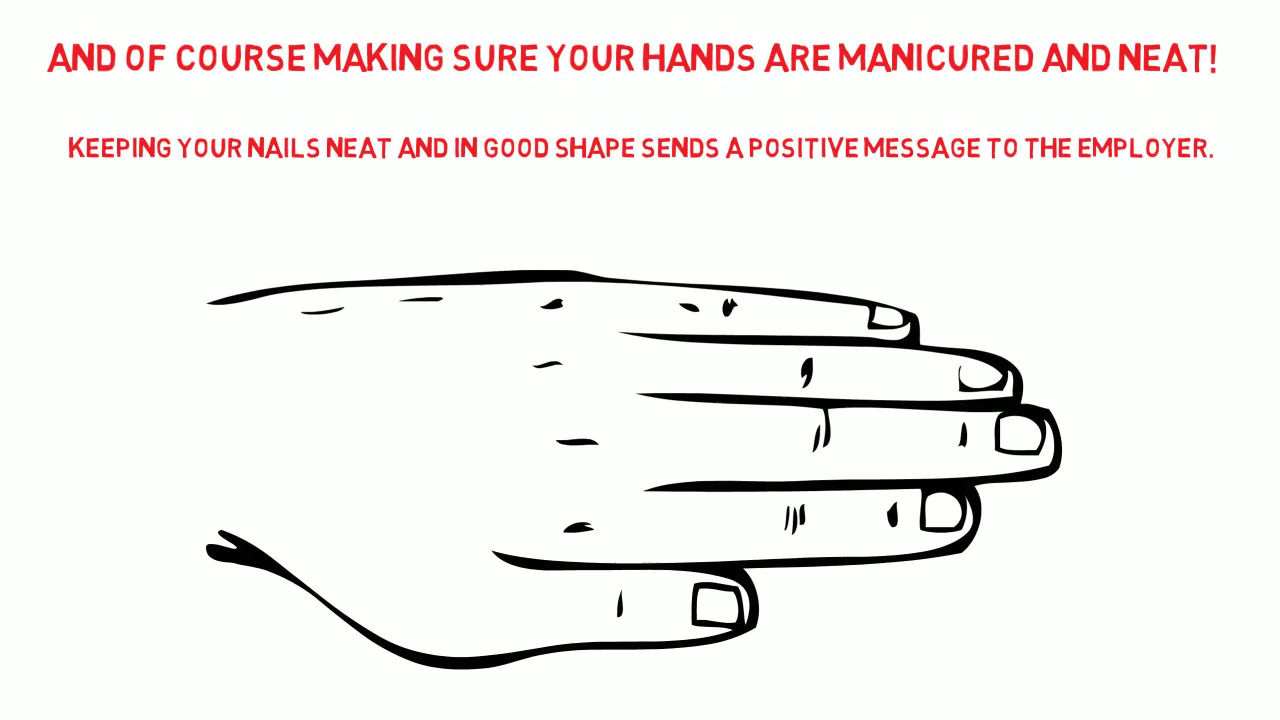 AND OF COURSE MAKING SURE YOUR HANDS ARE MANICURED AND NEAT!
KEEPING YOUR NAILS NEAT AND IN GOOD SHAPE SENDS A POSITIVE MESSAGE TO THE EMPLOYER.